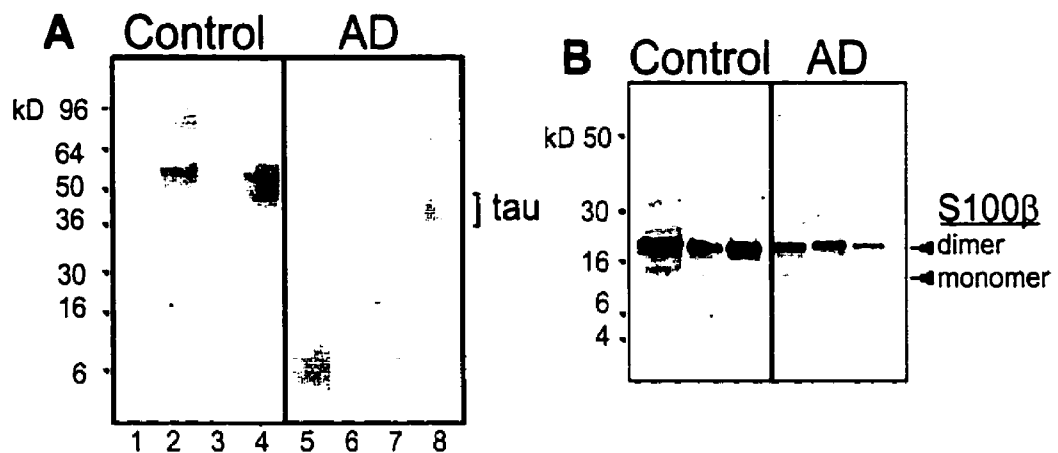 A Control AD
kD 96
64
50
36
30
16
6
] tau
1 2 3 4 5 6 7 8
B Control AD
kD 50
30
16
6
4
S100β
dimer
monomer